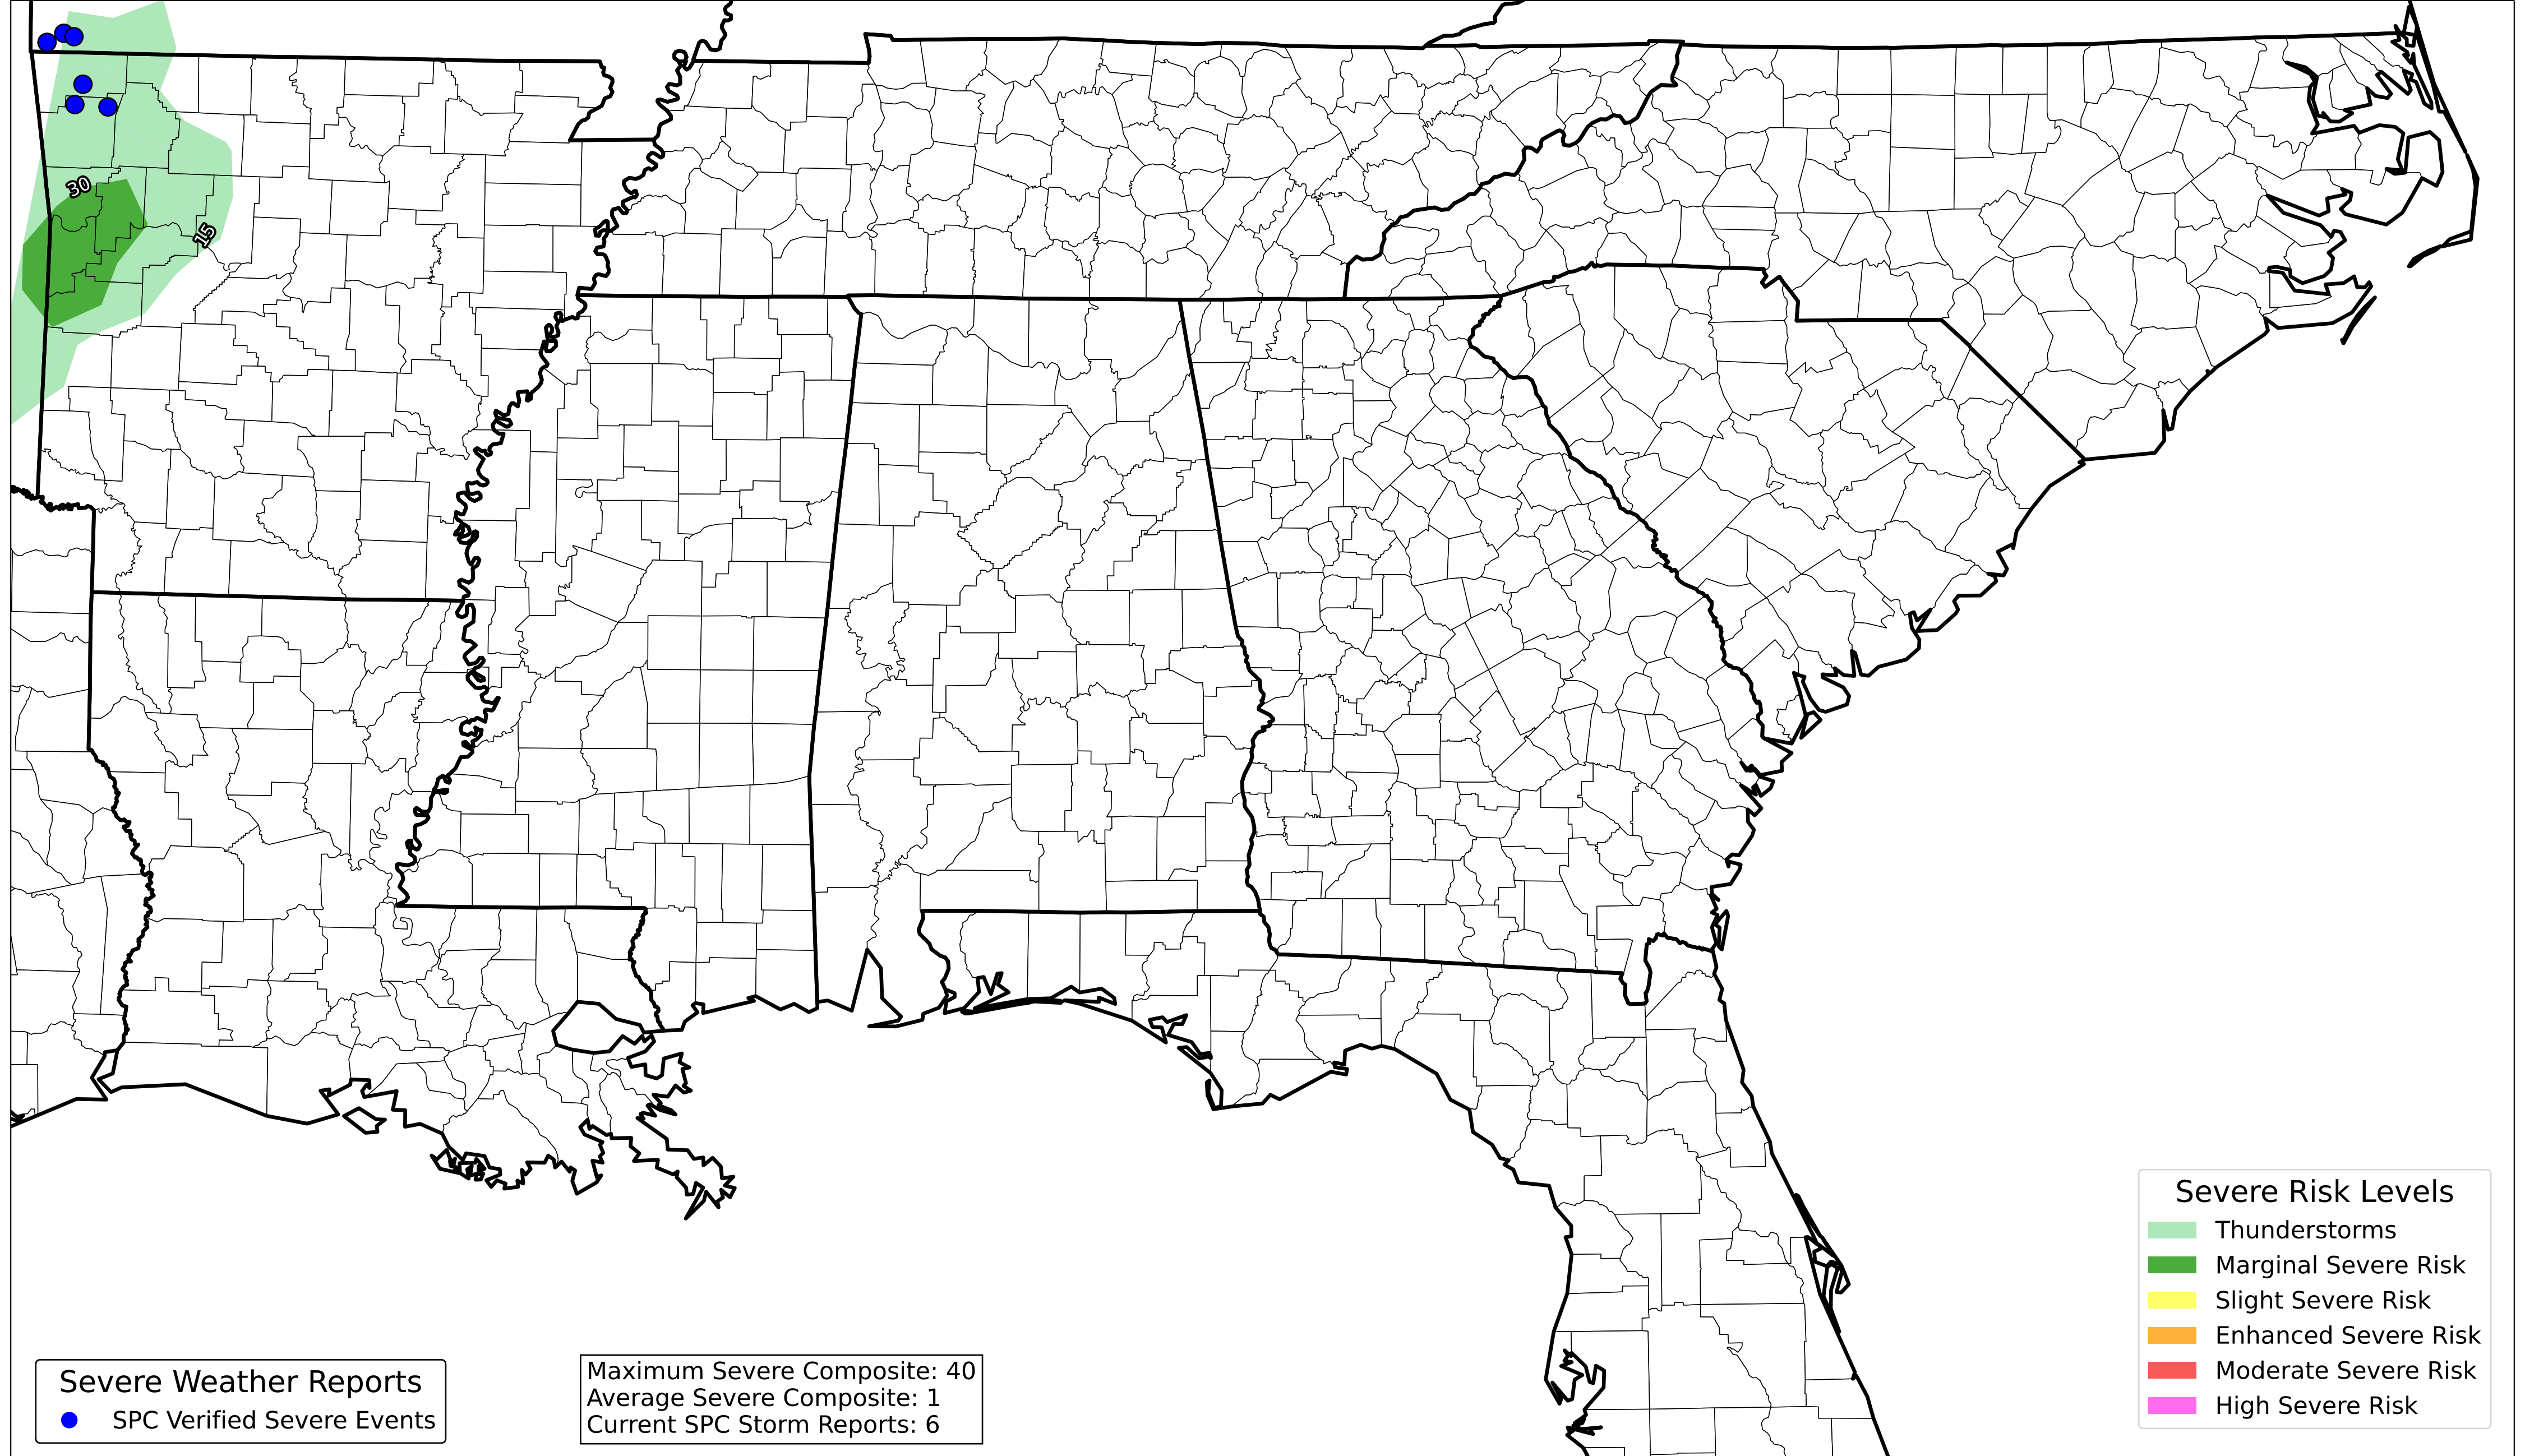 30
15
Severe Risk Levels
Thunderstorms
Marginal Severe Risk
Slight Severe Risk
Enhanced Severe Risk
Moderate Severe Risk
High Severe Risk
Severe Weather Reports
SPC Verified Severe Events
Maximum Severe Composite: 40
Average Severe Composite: 1
Current SPC Storm Reports: 6